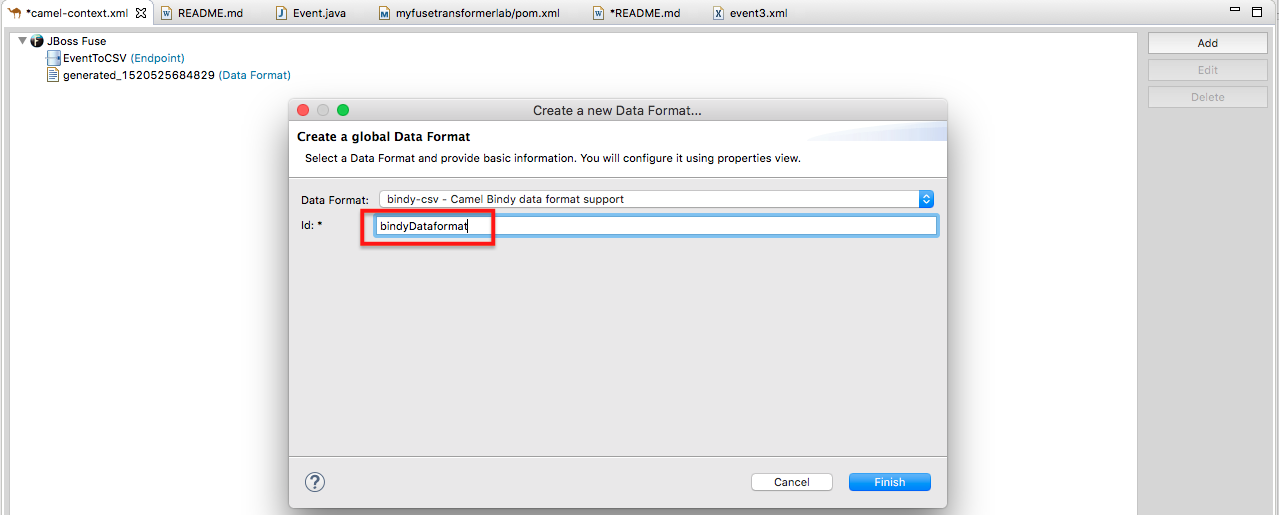 *camel-context.xml README.md Event.java myfusetransformerlab/pom.xml *README.md event3.xml
JBoss Fuse
EventToCSV (Endpoint)
generated_1520525684829 (Data Format)
Add
Edit
Delete
Create a new Data Format...
Create a global Data Format
Select a Data Format and provide basic information. You will configure it using properties view.
Data Format: bindy-csv - Camel Bindy data format support
Id: * bindyDataformat
? Cancel Finish